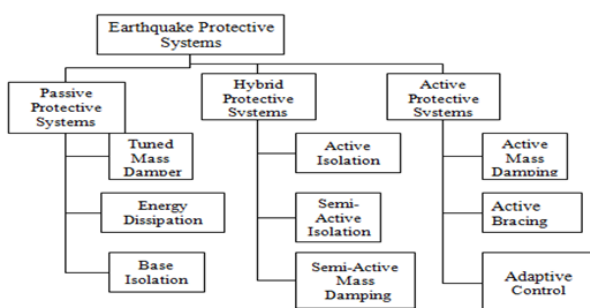 Earthquake Protective
Systems
Passive
Protective
Systems
Tuned
Mass
Damper
Energy
Dissipation
Base
Isolation
Hybrid
Protective
Systems
Active
Isolation
Semi-
Active
Isolation
Semi-Active
Mass
Damping
Active
Protective
Systems
Active
Mass
Damping
Active
Bracing
Adaptive
Control